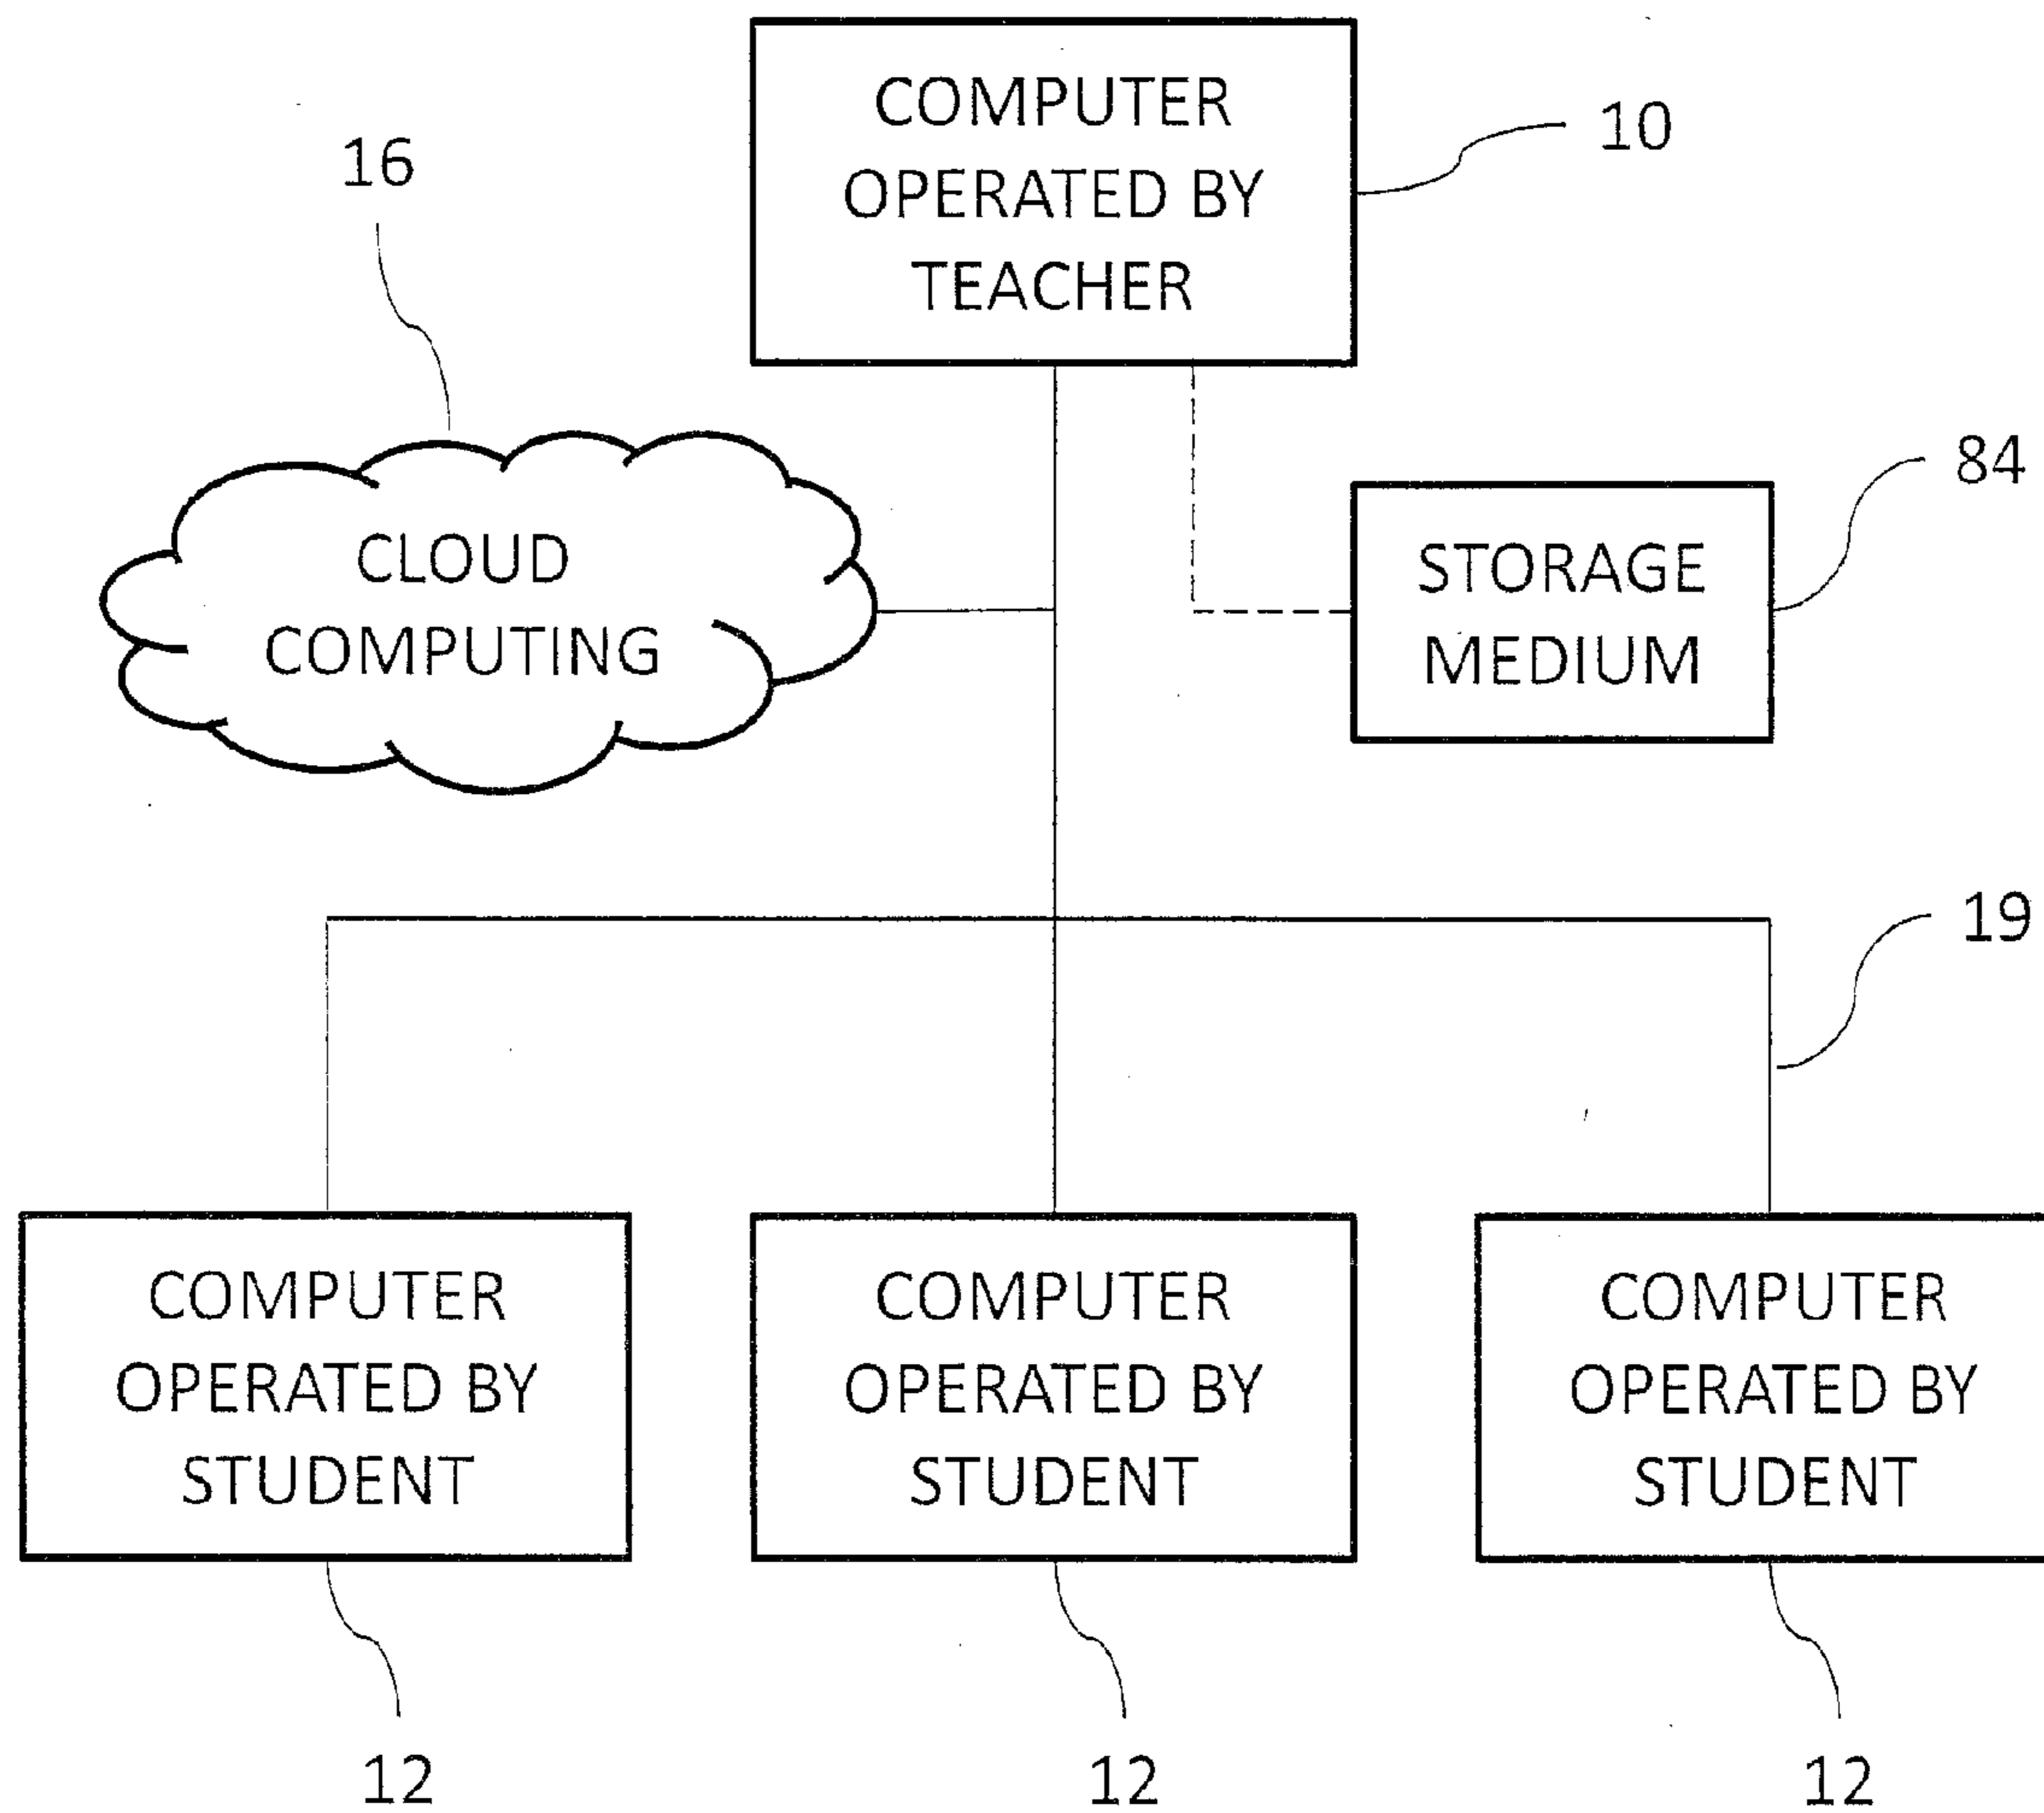 COMPUTER
OPERATED BY
TEACHER
10
16
CLOUD
COMPUTING
84
STORAGE
MEDIUM
19
COMPUTER
OPERATED BY
STUDENT
COMPUTER
OPERATED BY
STUDENT
COMPUTER
OPERATED BY
STUDENT
12
12
12